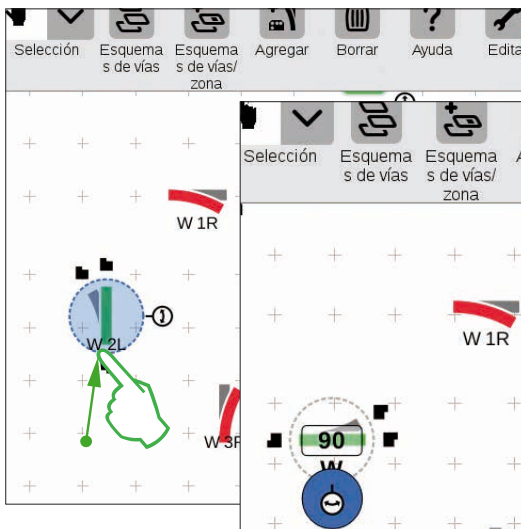 Selección
Esquema
s de vías
Esquema
s de vías/
zona
Agregar
Borrar
Ayuda
Edita
W 1R
W 2L
W 3R
Selección
Esquema
s de vías
Esquema
s de vías/
zona
W 1R
90
W